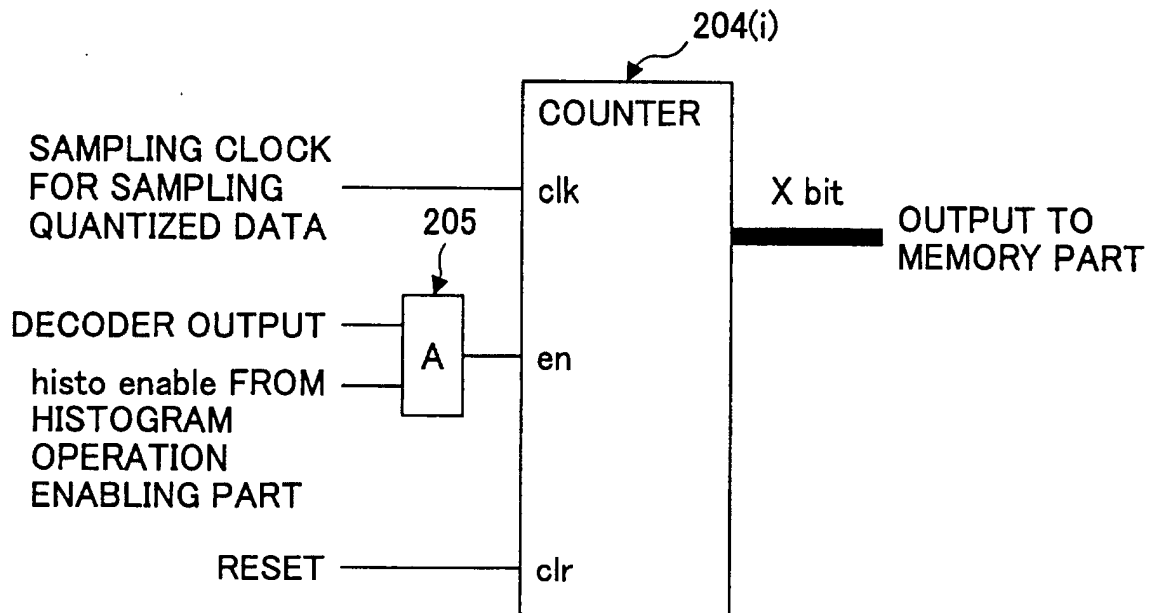 204(i)
COUNTER
SAMPLING CLOCK
FOR SAMPLING
QUANTIZED DATA
clk
X bit
OUTPUT TO
MEMORY PART
205
DECODER OUTPUT
A
en
histo enable FROM
HISTOGRAM
OPERATION
ENABLING PART
RESET
clr